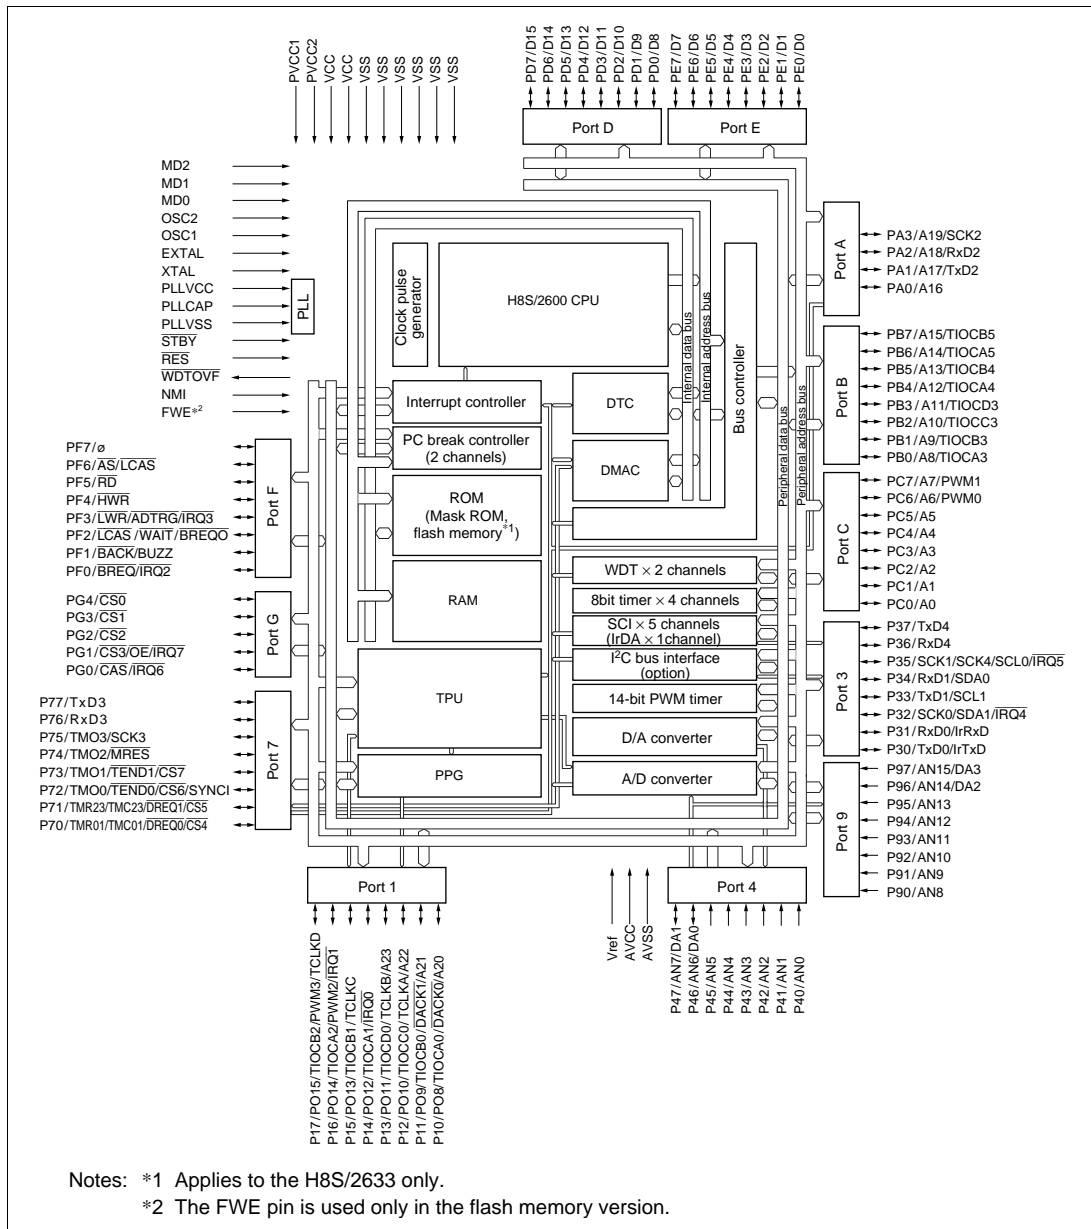 PVCC1
PVCC2
VCC
VCC
VSS
VSS
VSS
VSS
VSS
VSS
PD7/D15
PD6/D14
PD5/D13
PD4/D12
PD3/D11
PD2/D10
PD1/D9
PD0/D8
PE7/D7
PE6/D6
PE5/D5
PE4/D4
PE3/D3
PE2/D2
PE1/D1
PE0/D0
Port D
Port E
MD2
MD1
MD0
OSC2
OSC1
EXTAL
XTAL
PLLVCC
PLLCAP
PLLVSS
STBY
RES
WDTOVF
NMI
FWE*2
PLL
Clock pulse
generator
H8S/2600 CPU
Internal data bus
Internal address bus
Bus controller
Peripheral data bus
Peripheral address bus
Port A
PA3/A19/SCK2
PA2/A18/RxD2
PA1/A17/TxD2
PA0/A16
Port B
PB7/A15/TIOCB5
PB6/A14/TIOCA5
PB5/A13/TIOCB4
PB4/A12/TIOCA4
PB3/A11/TIOCD3
PB2/A10/TIOCC3
PB1/A9/TIOCB3
PB0/A8/TIOCA3
Interrupt controller
PC break controller
(2 channels)
DTC
DMAC
ROM
(Mask ROM,
flash memory*1)
RAM
TPU
PPG
WDT × 2 channels
8bit timer × 4 channels
SCI × 5 channels
(IrDA × 1channel)
I2C bus interface
(option)
14-bit PWM timer
D/A converter
A/D converter
PF7/ø
PF6/AS/LCAS
PF5/RD
PF4/HWR
PF3/LWR/ADTRG/IRQ3
PF2/LCAS/WAIT/BREQO
PF1/BACK/BUZZ
PF0/BREQ/IRQ2
Port F
PG4/CS0
PG3/CS1
PG2/CS2
PG1/CS3/OE/IRQ7
PG0/CAS/IRQ6
Port G
P77/TxD3
P76/RxD3
P75/TMO3/SCK3
P74/TMO2/MRES
P73/TMO1/TEND1/CS7
P72/TMO0/TEND0/CS6/SYNCI
P71/TMR23/TMC23/DREQ1/CS5
P70/TMR01/TMC01/DREQ0/CS4
Port 7
Port C
PC7/A7/PWM1
PC6/A6/PWM0
PC5/A5
PC4/A4
PC3/A3
PC2/A2
PC1/A1
PC0/A0
Port 3
P37/TxD4
P36/RxD4
P35/SCK1/SCK4/SCL0/IRQ5
P34/RxD1/SDA0
P33/TxD1/SCL1
P32/SCK0/SDA1/IRQ4
P31/RxD0/IrRxD
P30/TxD0/IrTxD
Port 9
P97/AN15/DA3
P96/AN14/DA2
P95/AN13
P94/AN12
P93/AN11
P92/AN10
P91/AN9
P90/AN8
Port 1
Port 4
P17/PO15/TIOCB2/PWM3/TCLKD
P16/PO14/TIOCA2/PWM2/IRQ1
P15/PO13/TIOCB1/TCLKC
P14/PO12/TIOCA1/IRQ0
P13/PO11/TIOCD0/TCLKB/A23
P12/PO10/TIOCC0/TCLKA/A22
P11/PO9/TIOCB0/DACK1/A21
P10/PO8/TIOCA0/DACK0/A20
Vref
AVCC
AVSS
P47/AN7/DA1
P46/AN6/DA0
P45/AN5
P44/AN4
P43/AN3
P42/AN2
P41/AN1
P40/AN0
Notes: *1 Applies to the H8S/2633 only.
*2 The FWE pin is used only in the flash memory version.